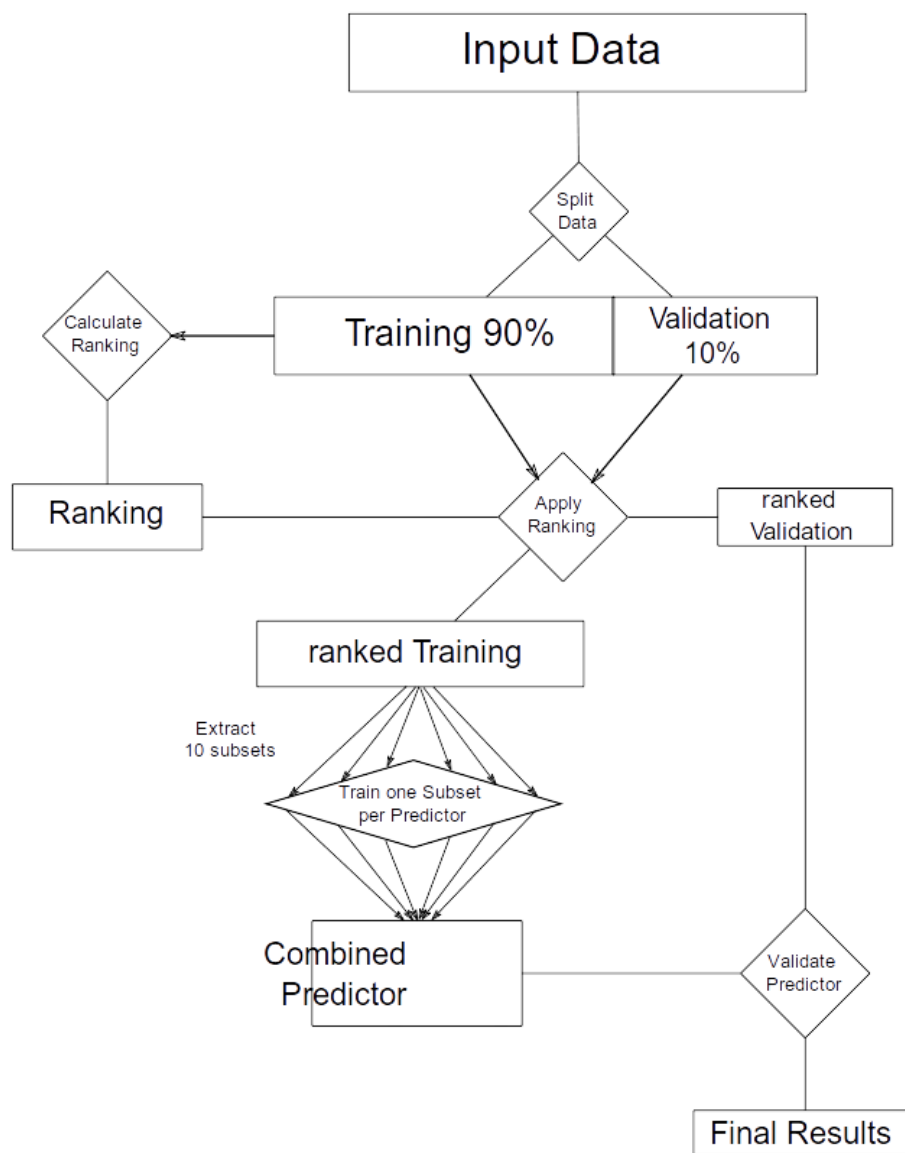 Input Data
Split
Data
Calculate
Ranking
Training 90%
Validation
10%
Ranking
Apply
Ranking
ranked
Validation
ranked Training
Extract
10 subsets
Train one Subset
per Predictor
Combined
Predictor
Validate
Predictor
Final Results